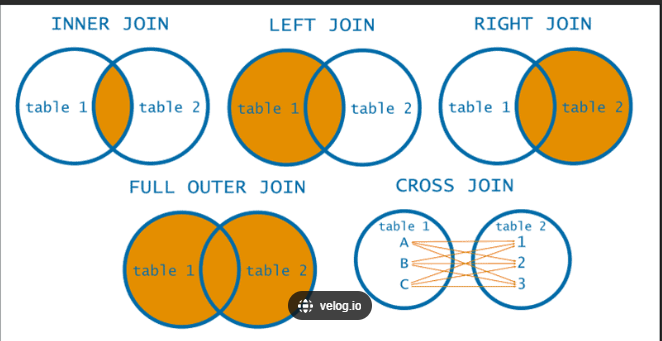 INNER JOIN
LEFT JOIN
RIGHT JOIN
table 1 table 2
table 1 table 2
table 1 table 2
FULL OUTER JOIN
CROSS JOIN
table 1 table 2
table 1 table 2
A 1
B 2
C 3
velog.io